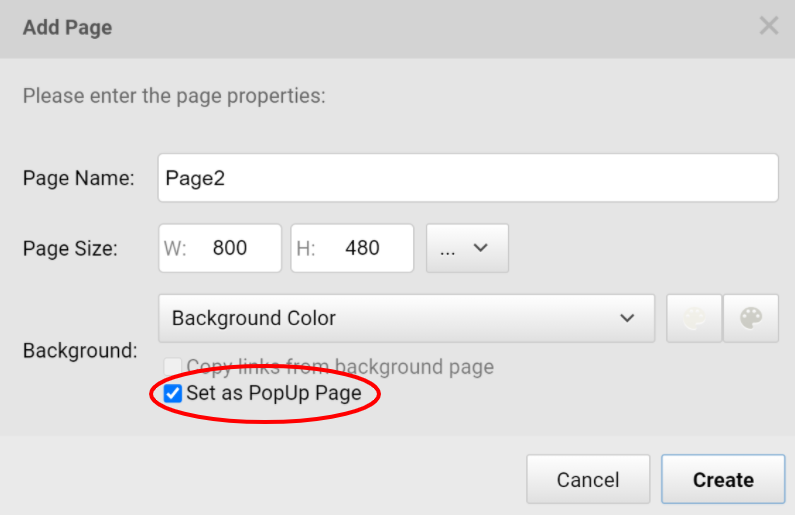 Add Page
Please enter the page properties:
Page Name: Page2
Page Size: W: 800 H: 480 ...
Background: Background Color
Copy links from background page
Set as PopUp Page
Cancel Create